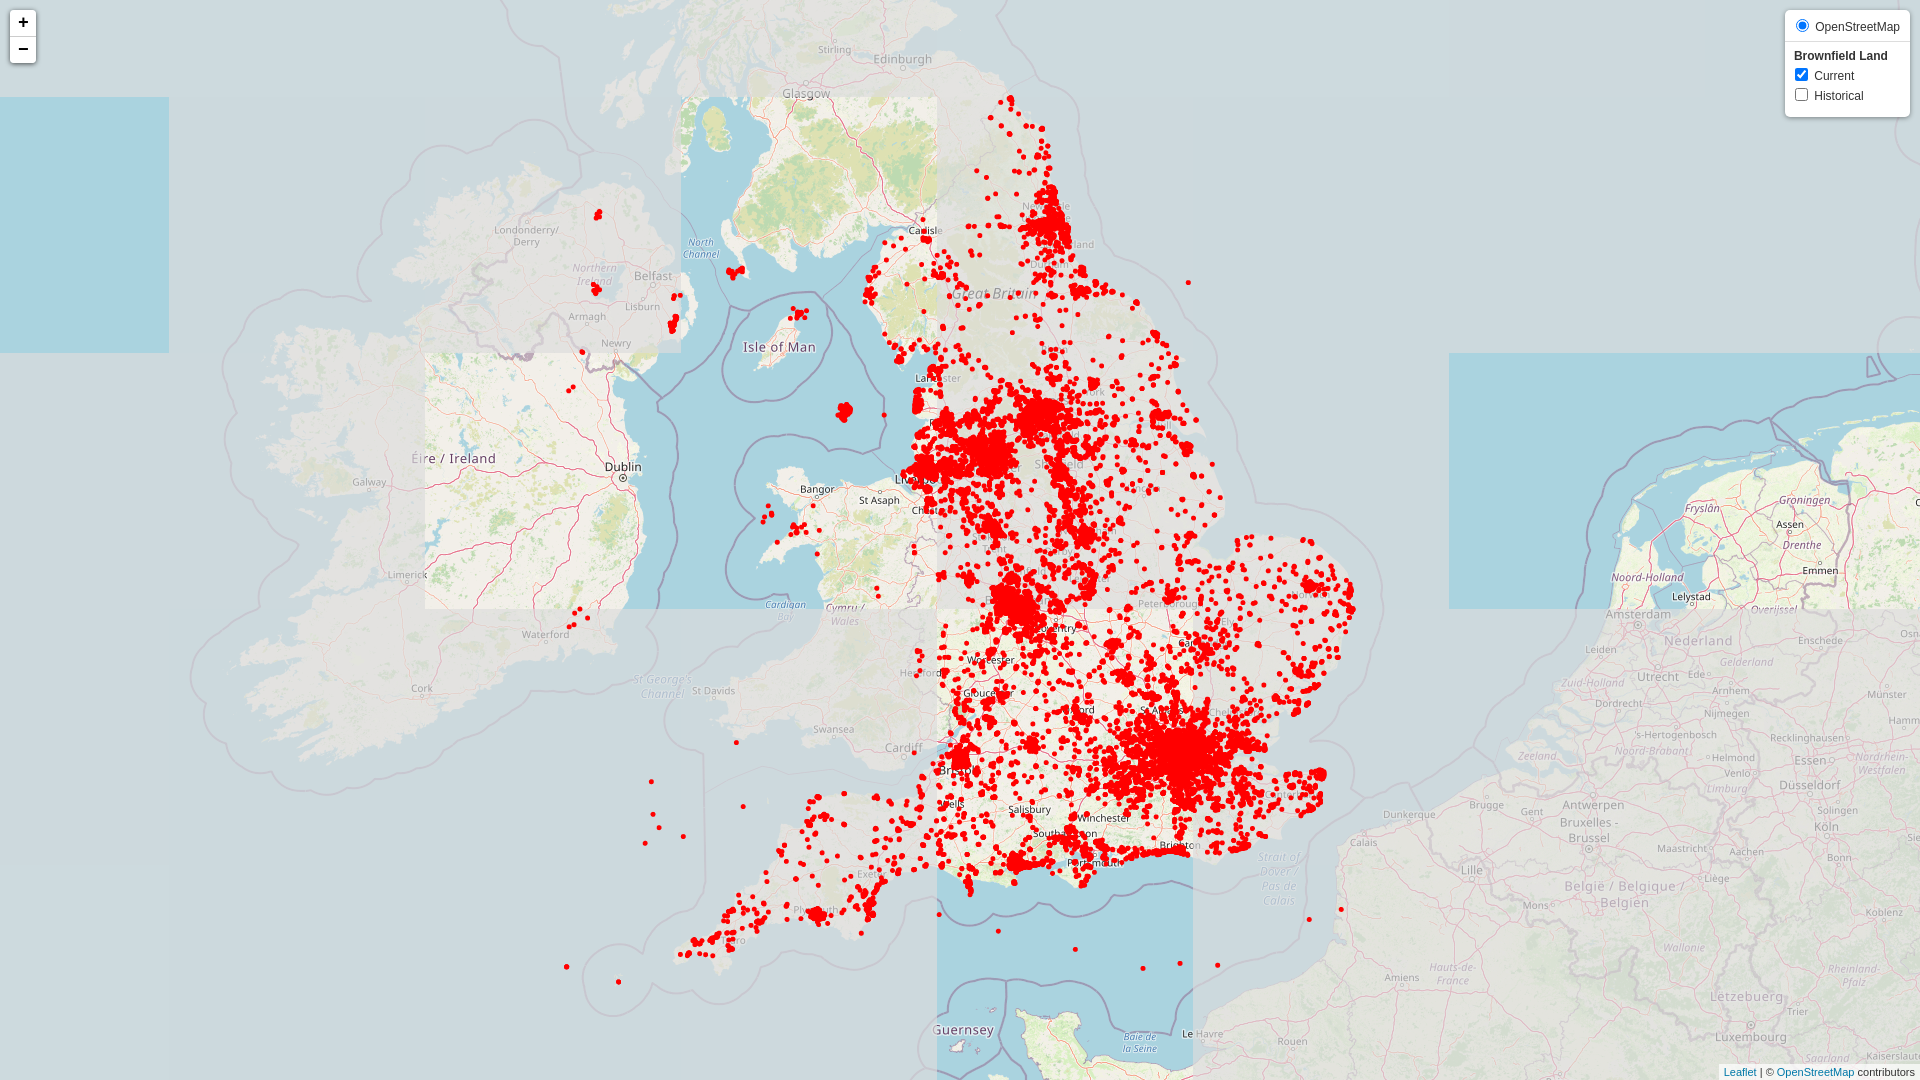 +
−
OpenStreetMap
Brownfield Land
Current
Historical
Stirling
Edinburgh
Glasgow
Londonderry/
Derry
North
Channel
Carlisle
Northern
Ireland
Belfast
Lisburn
Armagh
Great Britain
Newry
Isle of Man
Éire / Ireland
Dublin
Galway
Bangor
St Asaph
Groningen
Fryslân
Assen
Drenthe
Emmen
Limerick
Noord-Holland
Lelystad
Cardigan
Bay
Cymru /
Wales
Peterborough
Overijssel
Amsterdam
Nederland
Enschede
Coventry
Waterford
Leiden
Worcester
Gelderland
Utrecht
Ede
Arnhem
Münster
St George's
Channel
St Davids
Cork
Gloucester
Zuid-Holland
Dordrecht
Nijmegen
Swansea
Cardiff
's-Hertogenbosch
Noord-Brabant
Recklinghausen
Zeeland
Helmond
Venlo
Essen
Nordrhein-
Westfalen
Bristol
Wells
Limburg
Düsseldorf
Salisbury
Winchester
Brugge
Gent
Antwerpen
Solingen
Dunkerque
Bruxelles -
Brussel
Köln
Southampton
Portsmouth
Brighton
Calais
Maastricht
Aachen
Bonn
Strait of
Dover /
Pas de
Calais
Lille
Liège
België / Belgique /
Belgien
Exeter
Plymouth
Mons
Namur
Koblenz
Truro
Wallonie
Amiens
Hauts-de-
France
Rheinland-
Pfalz
Lëtzebuerg
Trier
Guernsey
Baie de
la Seine
Le Havre
Rouen
Luxembourg
Saarland
Kaiserslautern
Leaflet | © OpenStreetMap contributors